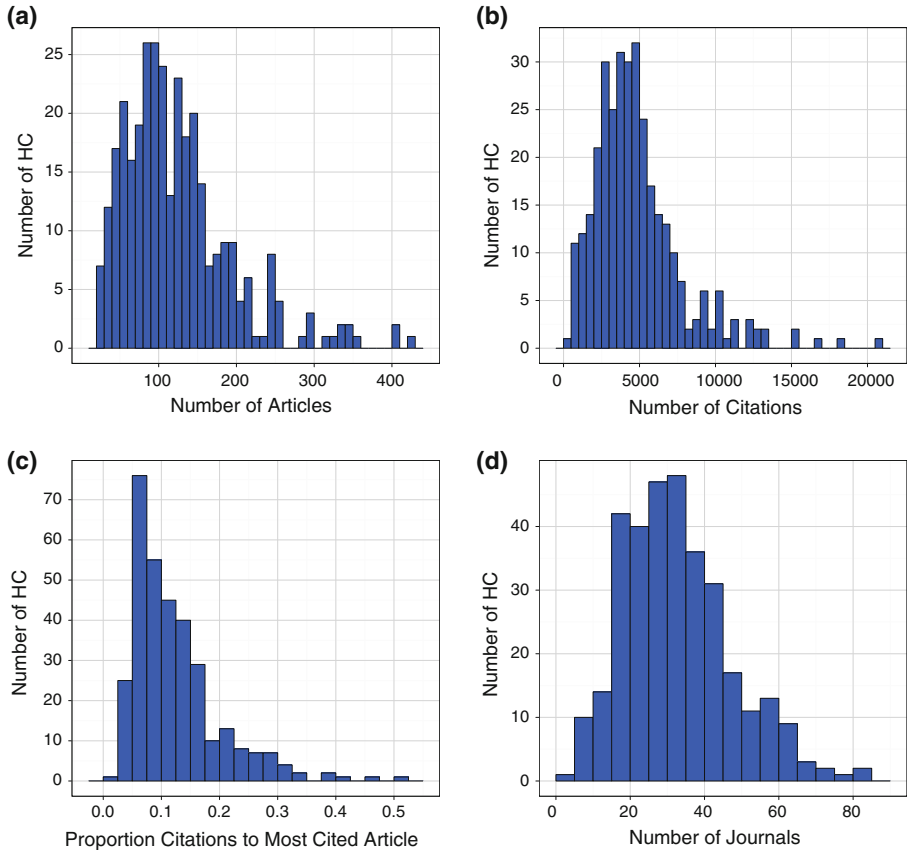 (a)
Number of HC
25
20
15
10
5
0
100 200 300 400
Number of Articles
(b)
Number of HC
30
25
20
15
10
5
0
0 5000 10000 15000 20000
Number of Citations
(c)
Number of HC
70
60
50
40
30
20
10
0
0.0 0.1 0.2 0.3 0.4 0.5
Proportion Citations to Most Cited Article
(d)
Number of HC
40
30
20
10
0
0 20 40 60 80
Number of Journals